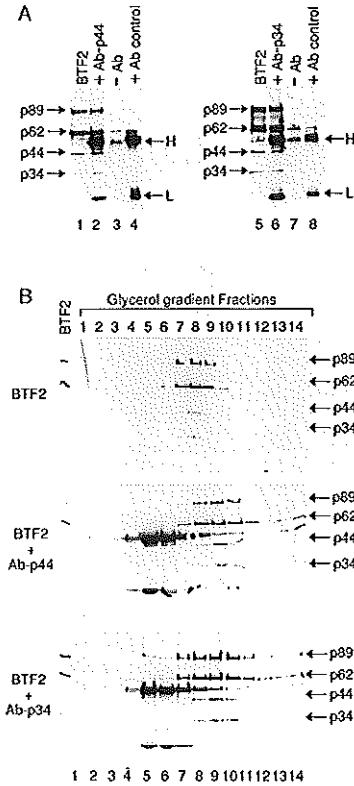 A
BTF2
+ Ab-p44
- Ab
+ Ab control
BTF2
+ Ab-p34
- Ab
+ Ab control
p89
p62
p44
p34
H
L
p89
p62
p44
p34
H
L
1 2 3 4
5 6 7 8
B
Glycerol gradient Fractions
BTF2
1 2 3 4 5 6 7 8 9 10 11 12 13 14
BTF2
p89
p62
p44
p34
BTF2
+
Ab-p44
p89
p62
p44
p34
BTF2
+
Ab-p34
p89
p62
p44
p34
1 2 3 4 5 6 7 8 9 10 11 12 13 14